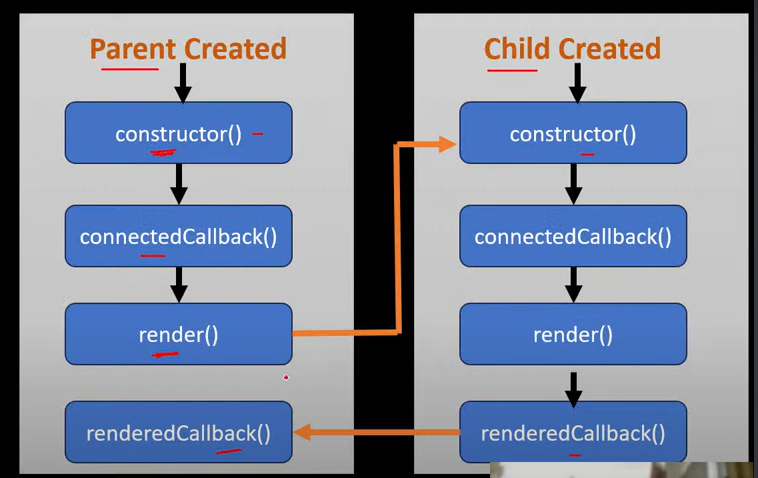 Parent Created
constructor()
connectedCallback()
render()
renderedCallback()
Child Created
constructor()
connectedCallback()
render()
renderedCallback()